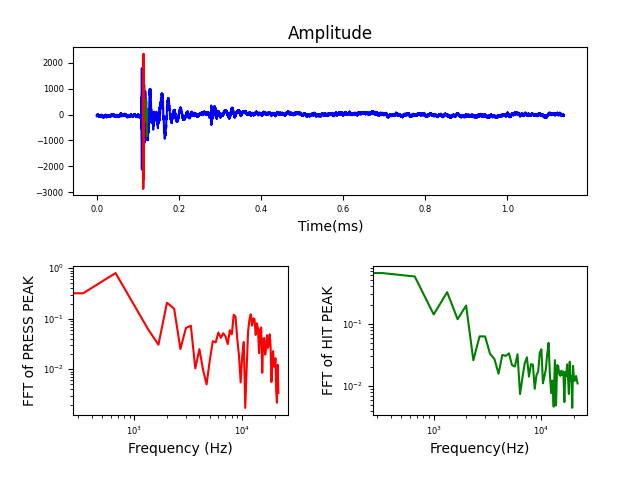 Amplitude
2000
1000
0
−1000
−2000
−3000
0.0 0.2 0.4 0.6 0.8 1.0
Time(ms)
FFT of PRESS PEAK
10⁰
10⁻¹
10⁻²
10³ 10⁴
Frequency (Hz)
FFT of HIT PEAK
10⁻¹
10⁻²
10³ 10⁴
Frequency(Hz)